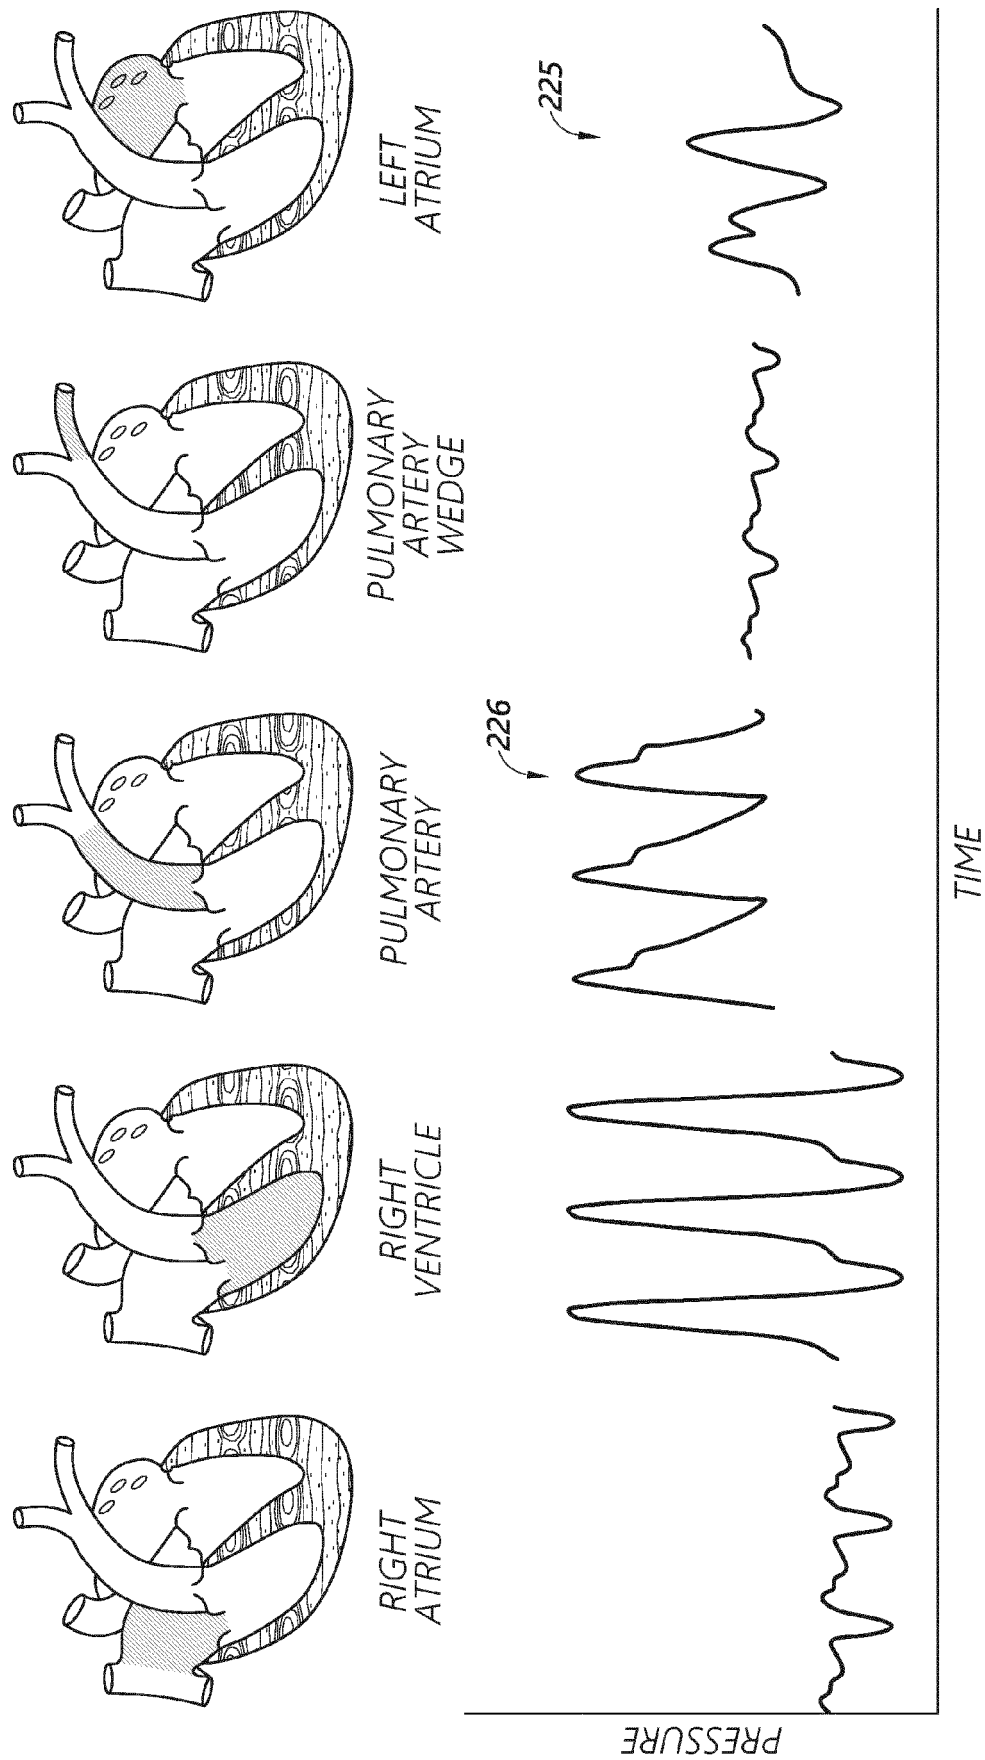 RIGHT
ATRIUM
RIGHT
VENTRICLE
PULMONARY
ARTERY
PULMONARY
ARTERY
WEDGE
LEFT
ATRIUM
226
225
PRESSURE
TIME